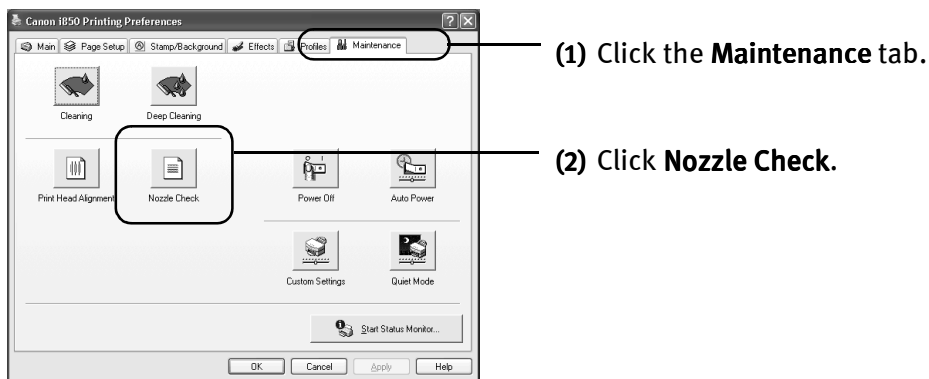 Canon i850 Printing Preferences
Main Page Setup Stamp/Background Effects Profiles Maintenance
(1) Click the Maintenance tab.
Cleaning Deep Cleaning
(2) Click Nozzle Check.
Print Head Alignment Nozzle Check Power Off Auto Power
Custom Settings Quiet Mode
Start Status Monitor...
OK Cancel Apply Help